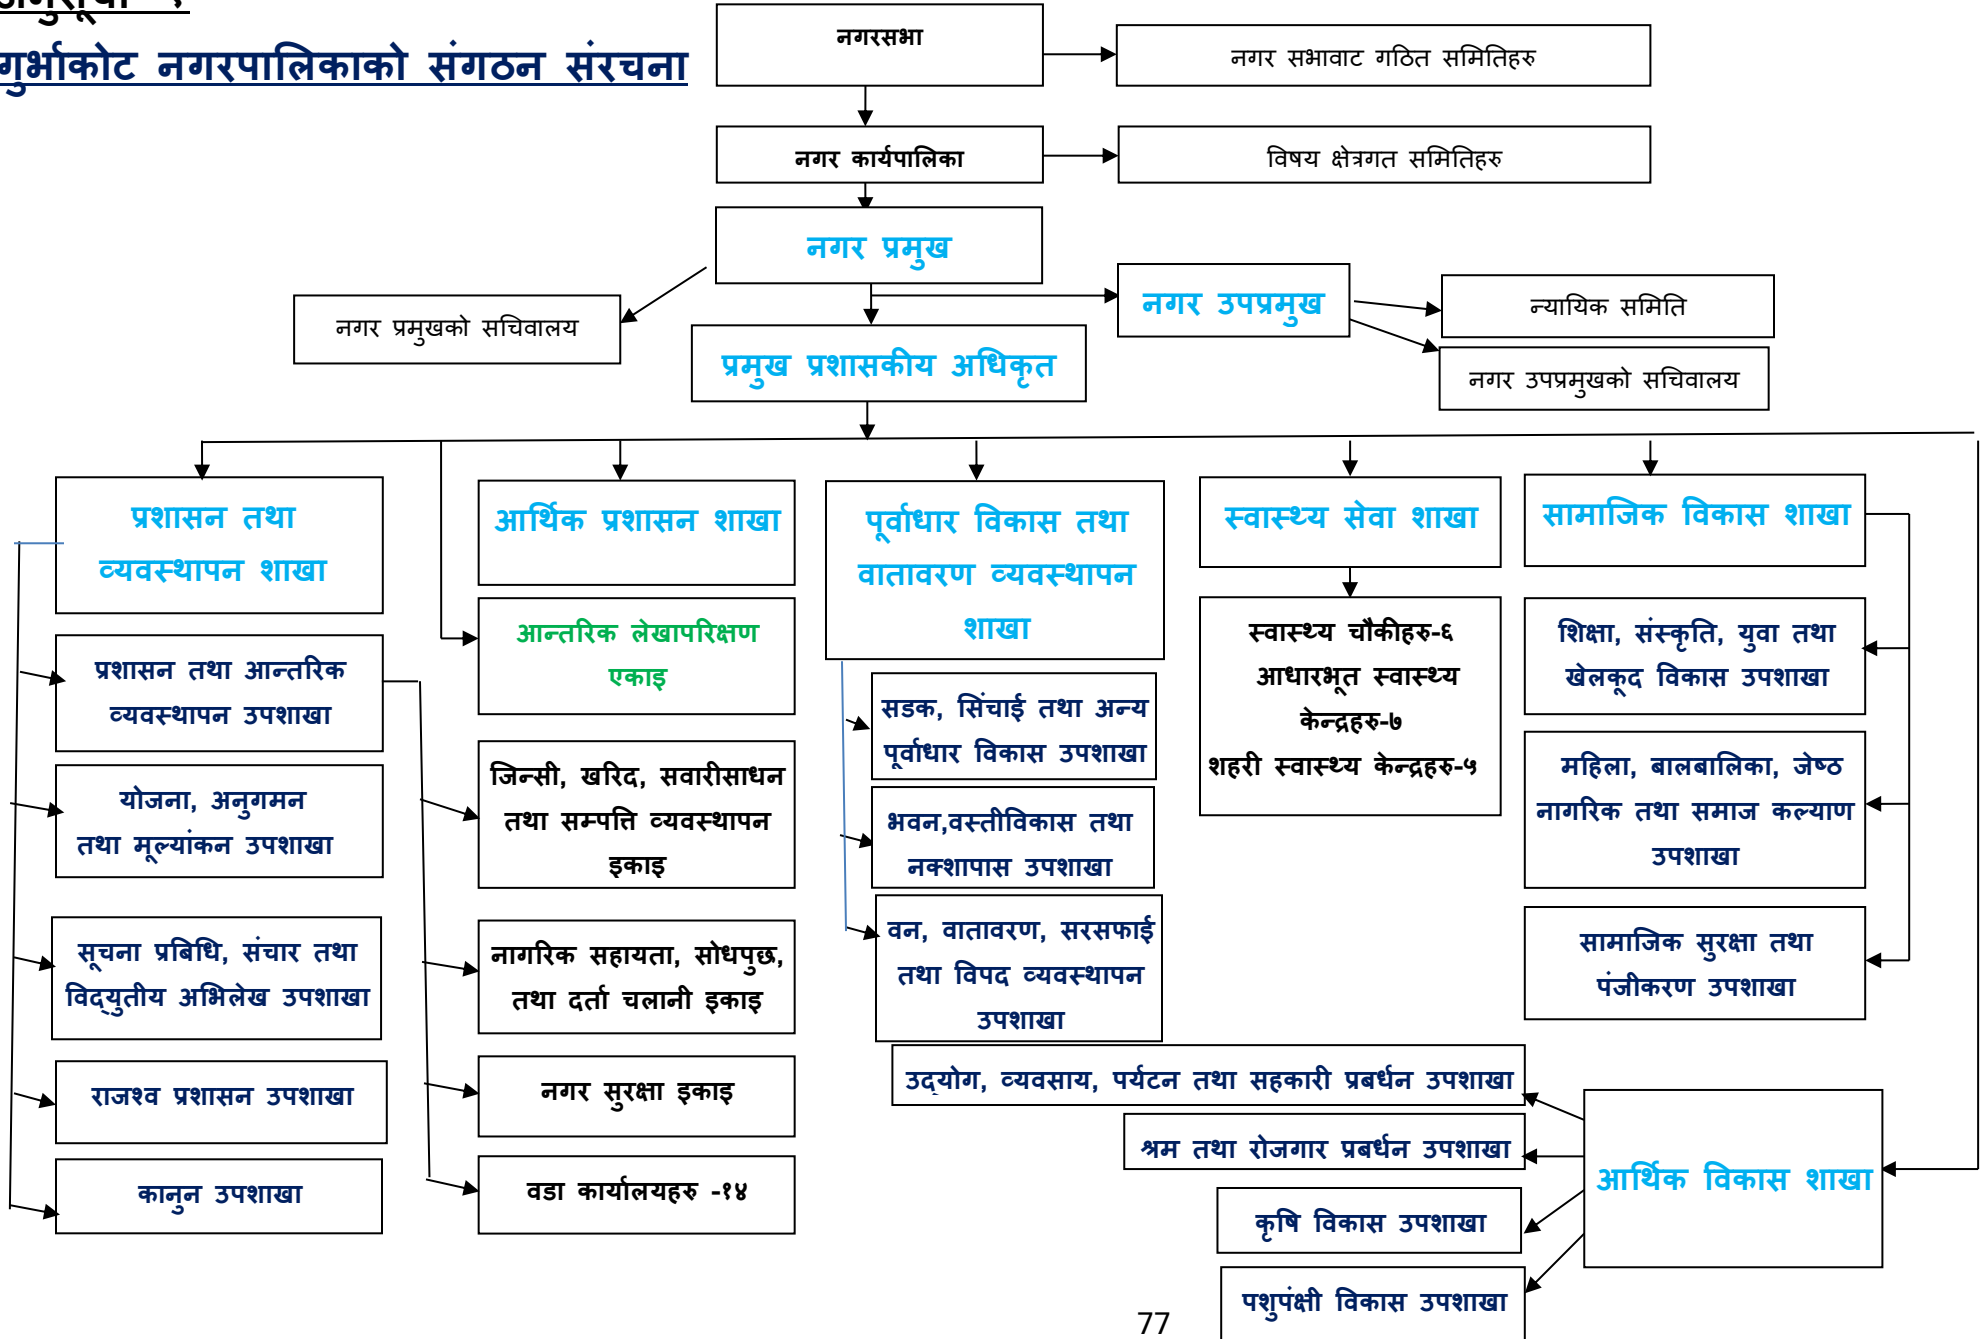 गुर्भाकोट नगरपालिकाको संगठन संरचना
नगरसभा
नगर सभावाट गठित समितिहरु
नगर कार्यपालिका
विषय क्षेत्रगत समितिहरु
नगर प्रमुख
नगर प्रमुखको सचिवालय
नगर उपप्रमुख
न्यायिक समिति
नगर उपप्रमुखको सचिवालय
प्रमुख प्रशासकीय अधिकृत
प्रशासन तथा
व्यवस्थापन शाखा
प्रशासन तथा आन्तरिक
व्यवस्थापन उपशाखा
योजना, अनुगमन
तथा मूल्यांकन उपशाखा
सूचना प्रबिधि, संचार तथा
विद्युतीय अभिलेख उपशाखा
राजश्व प्रशासन उपशाखा
कानुन उपशाखा
आर्थिक प्रशासन शाखा
आन्तरिक लेखापरिक्षण
एकाइ
जिन्सी, खरिद, सवारीसाधन
तथा सम्पत्ति व्यवस्थापन
इकाइ
नागरिक सहायता, सोधपुछ,
तथा दर्ता चलानी इकाइ
नगर सुरक्षा इकाइ
वडा कार्यालयहरु -१४
पूर्वाधार विकास तथा
वातावरण व्यवस्थापन
शाखा
सडक, सिंचाई तथा अन्य
पूर्वाधार विकास उपशाखा
भवन,वस्तीविकास तथा
नक्शापास उपशाखा
वन, वातावरण, सरसफाई
तथा विपद व्यवस्थापन
उपशाखा
स्वास्थ्य सेवा शाखा
स्वास्थ्य चौकीहरु-६
आधारभूत स्वास्थ्य
केन्द्रहरु-७
शहरी स्वास्थ्य केन्द्रहरु-५
सामाजिक विकास शाखा
शिक्षा, संस्कृति, युवा तथा
खेलकूद विकास उपशाखा
महिला, बालबालिका, जेष्ठ
नागरिक तथा समाज कल्याण
उपशाखा
सामाजिक सुरक्षा तथा
पंजीकरण उपशाखा
उद्योग, व्यवसाय, पर्यटन तथा सहकारी प्रबर्धन उपशाखा
श्रम तथा रोजगार प्रबर्धन उपशाखा
कृषि विकास उपशाखा
पशुपंक्षी विकास उपशाखा
आर्थिक विकास शाखा
77